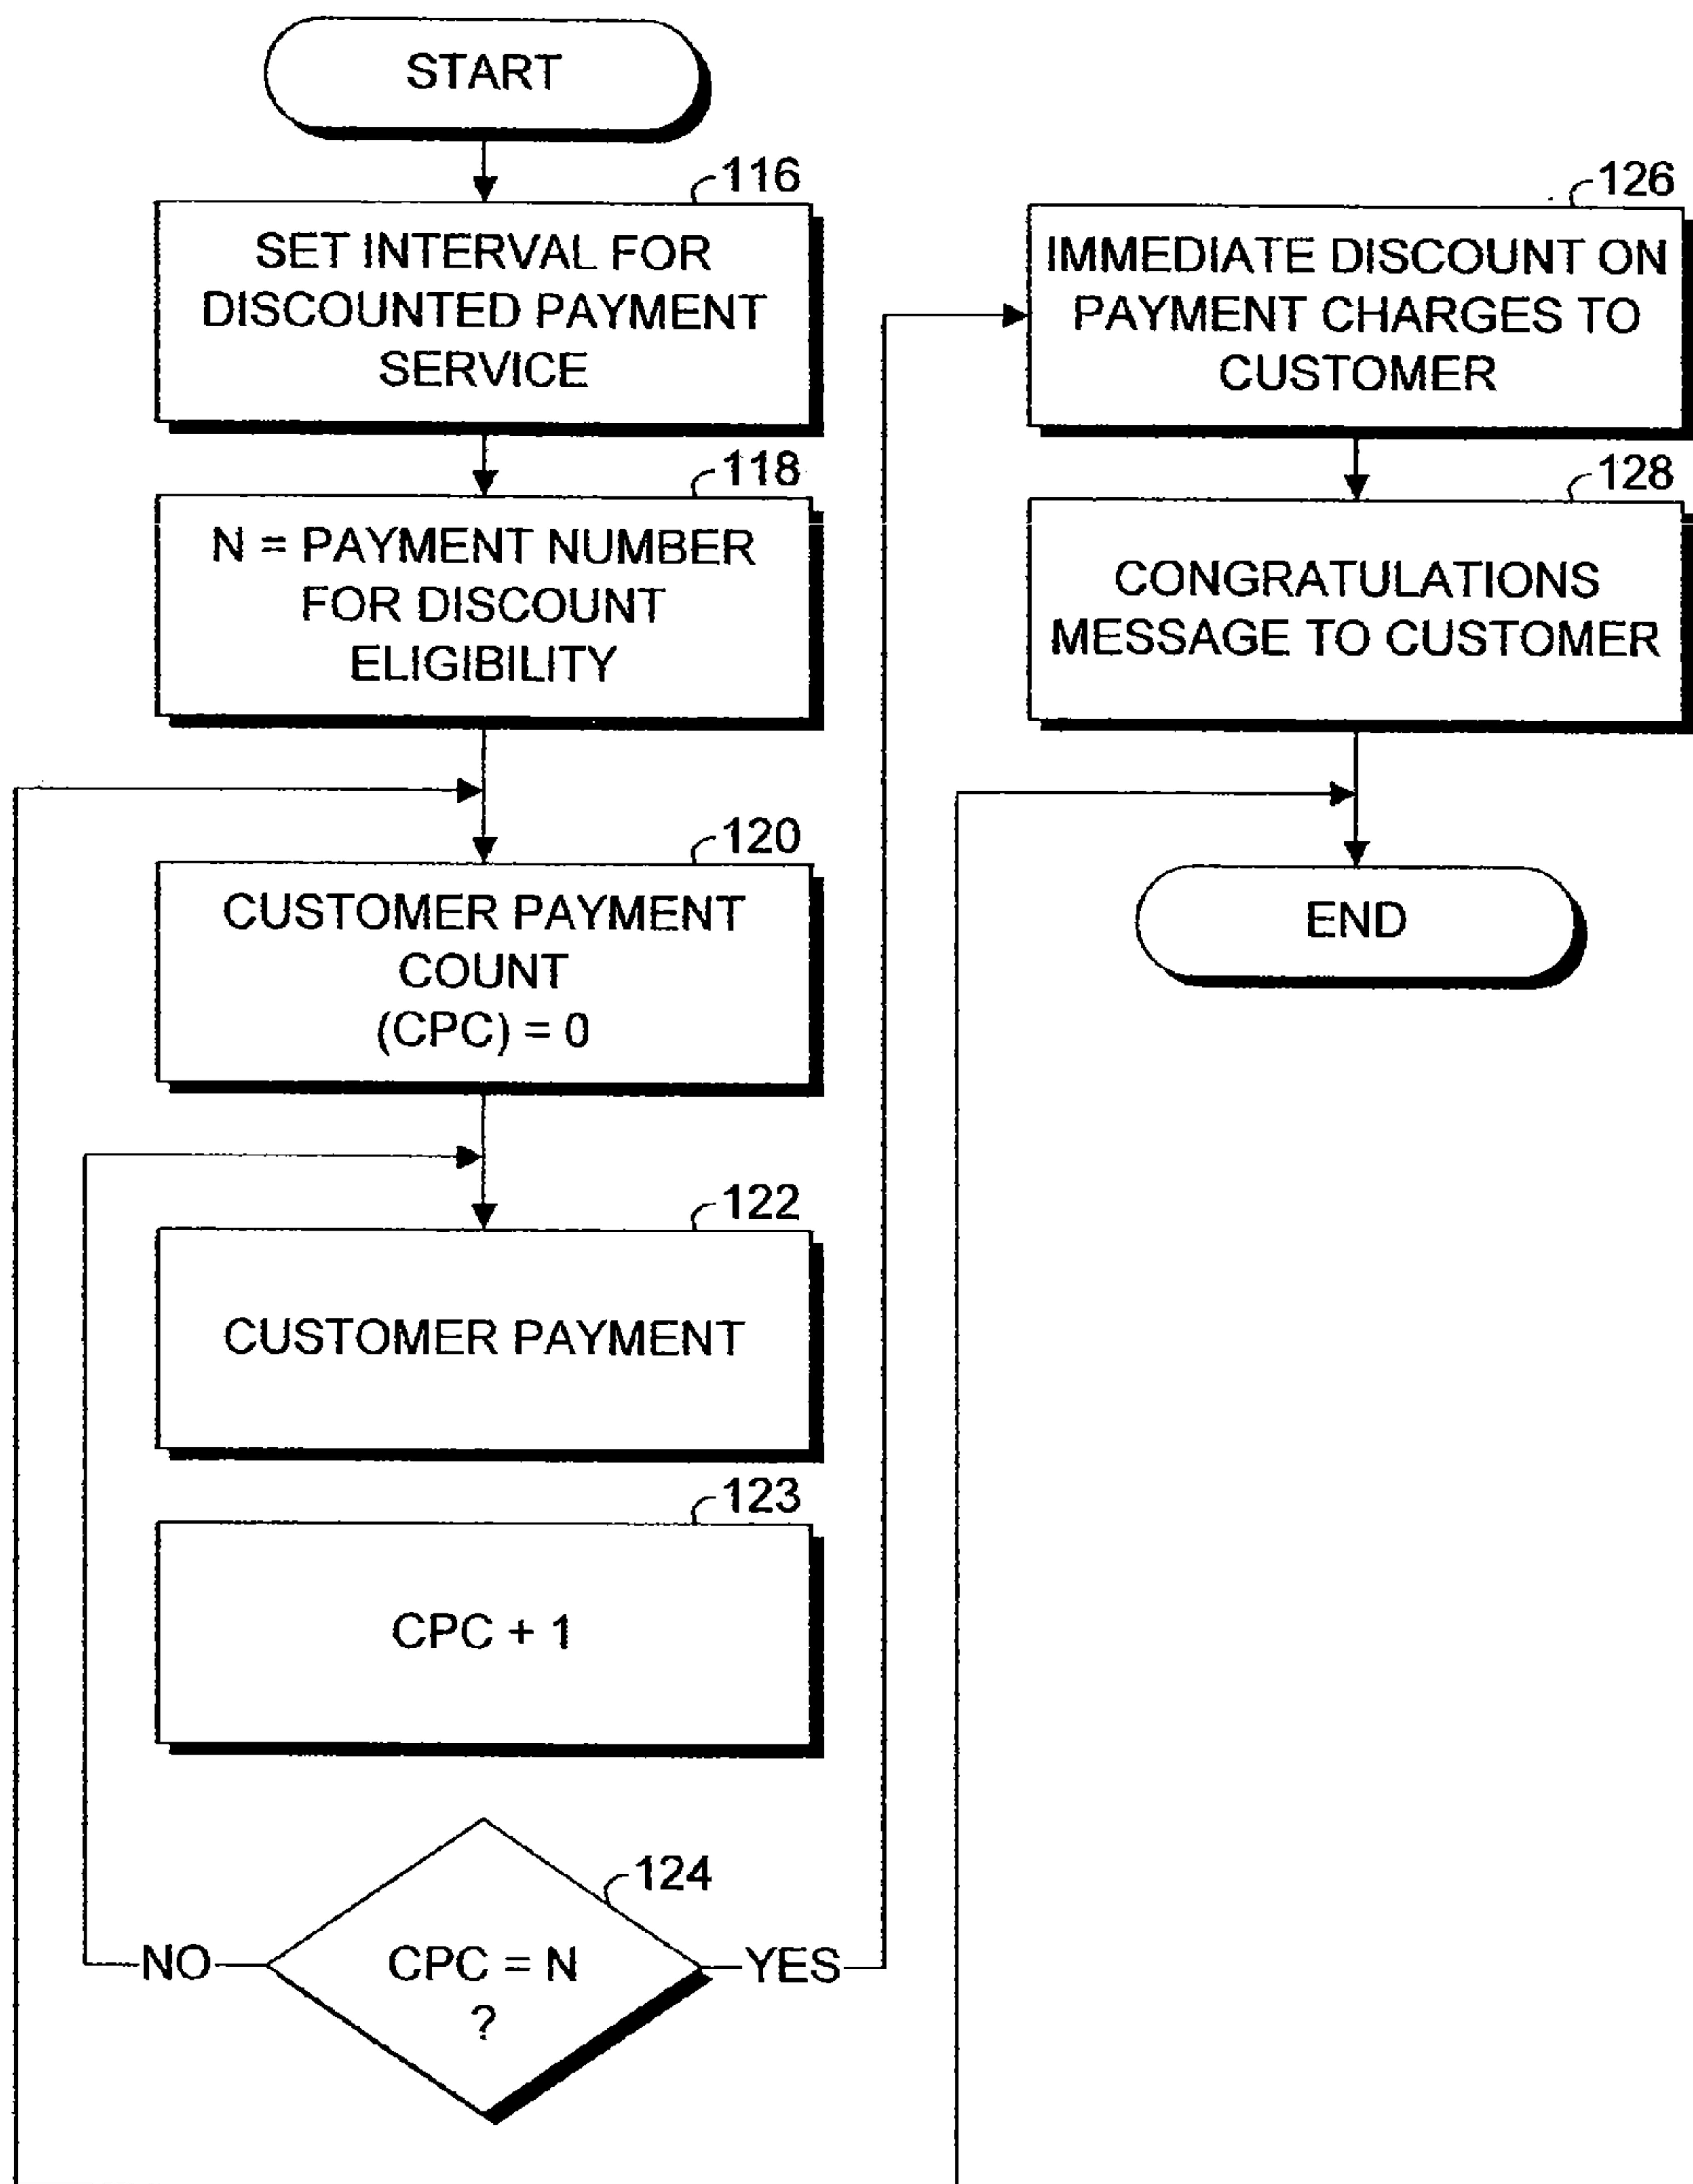 START
116
SET INTERVAL FOR
DISCOUNTED PAYMENT
SERVICE
118
N = PAYMENT NUMBER
FOR DISCOUNT
ELIGIBILITY
120
CUSTOMER PAYMENT
COUNT
(CPC) = 0
122
CUSTOMER PAYMENT
123
CPC + 1
124
CPC = N
?
NO
YES
126
IMMEDIATE DISCOUNT ON
PAYMENT CHARGES TO
CUSTOMER
128
CONGRATULATIONS
MESSAGE TO CUSTOMER
END